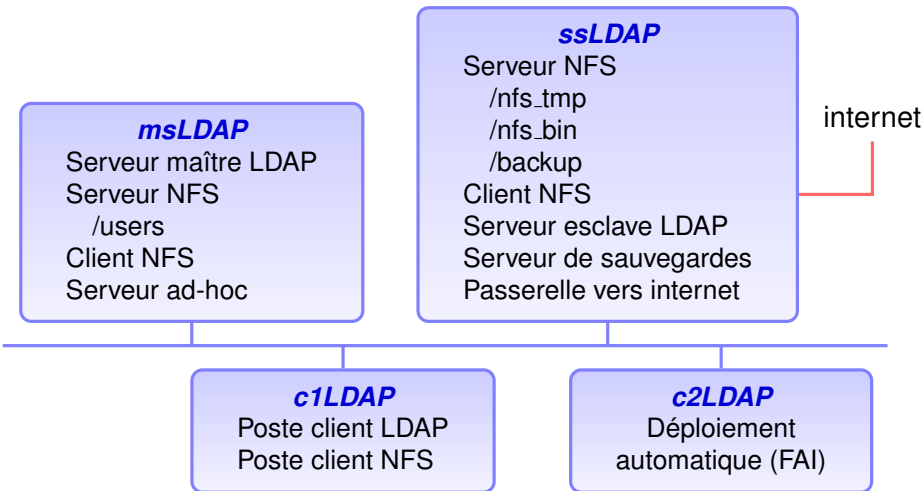 ssLDAP
Serveur NFS
/nfs_tmp
/nfs_bin
/backup
Client NFS
Serveur esclave LDAP
Serveur de sauvegardes
Passerelle vers internet
internet
msLDAP
Serveur maître LDAP
Serveur NFS
/users
Client NFS
Serveur ad-hoc
c1LDAP
Poste client LDAP
Poste client NFS
c2LDAP
Déploiement
automatique (FAI)